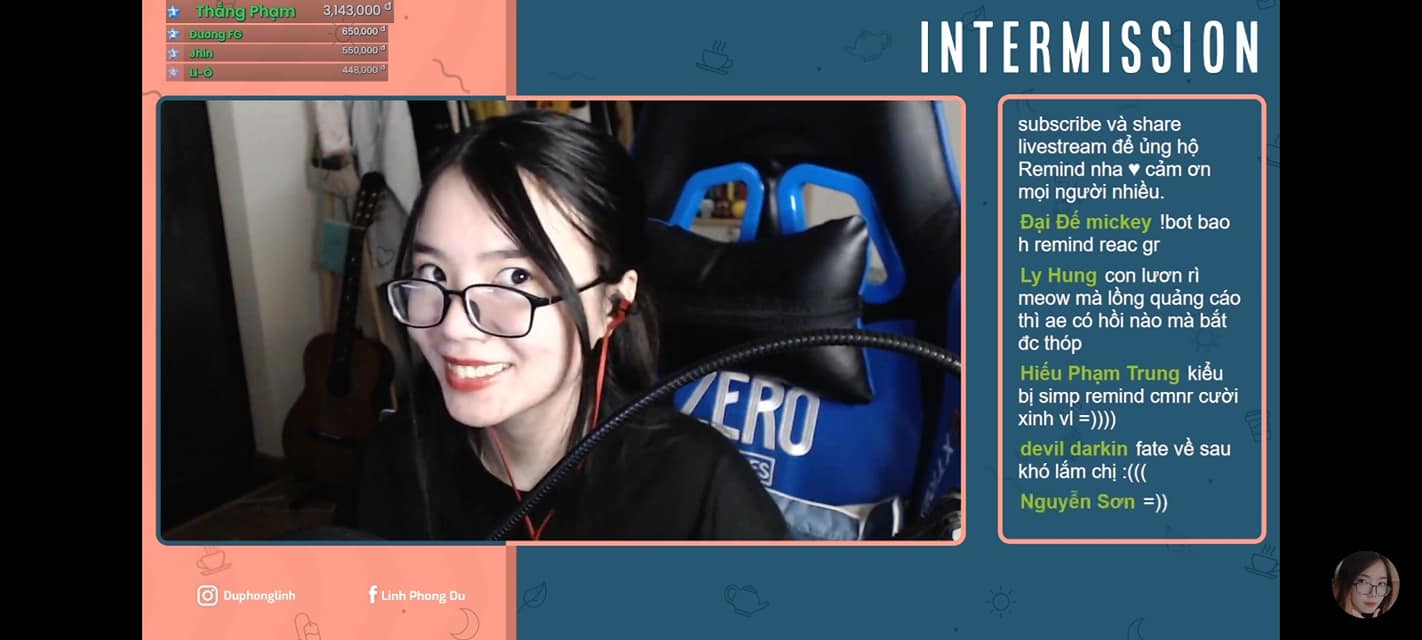 Thắng Phạm 3,143,000 đ
Dương FG 650,000 đ
Jhin 550,000 đ
Li-Ò 448,000 đ
INTERMISSION
subscribe và share
livestream để ủng hộ
Remind nha ♥ cảm ơn
mọi người nhiều.
Đại Đế mickey !bot bao
h remind reac gr
Ly Hung con lươn rì
meow mà lồng quảng cáo
thì ae có hồi nào mà bắt
đc thóp
Hiếu Phạm Trung kiểu
bị simp remind cmnr cười
xinh vl =))))
devil darkin fate về sau
khó lắm chị :(((
Nguyễn Sơn =))
ZERO
Duphonglinh
Linh Phong Du